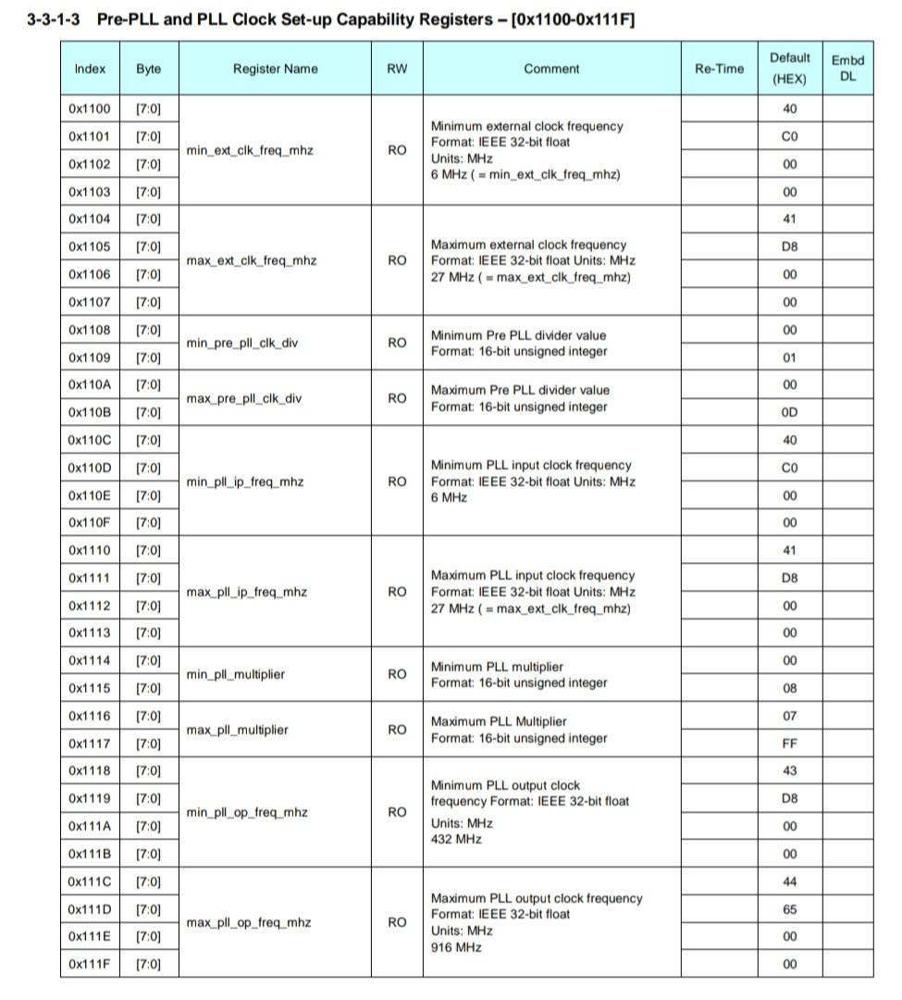 3-3-1-3 Pre-PLL and PLL Clock Set-up Capability Registers – [0x1100-0x111F]
Index Byte Register Name RW Comment Re-Time Default (HEX) Embd DL
0x1100 [7:0] 40
0x1101 [7:0] C0
0x1102 [7:0] 00
0x1103 [7:0] 00
min_ext_clk_freq_mhz RO
Minimum external clock frequency
Format: IEEE 32-bit float
Units: MHz
6 MHz ( = min_ext_clk_freq_mhz)
0x1104 [7:0] 41
0x1105 [7:0] D8
0x1106 [7:0] 00
0x1107 [7:0] 00
max_ext_clk_freq_mhz RO
Maximum external clock frequency
Format: IEEE 32-bit float Units: MHz
27 MHz ( = max_ext_clk_freq_mhz)
0x1108 [7:0] 00
0x1109 [7:0] 01
min_pre_pll_clk_div RO
Minimum Pre PLL divider value
Format: 16-bit unsigned integer
0x110A [7:0] 00
0x110B [7:0] 0D
max_pre_pll_clk_div RO
Maximum Pre PLL divider value
Format: 16-bit unsigned integer
0x110C [7:0] 40
0x110D [7:0] C0
0x110E [7:0] 00
0x110F [7:0] 00
min_pll_ip_freq_mhz RO
Minimum PLL input clock frequency
Format: IEEE 32-bit float Units: MHz
6 MHz
0x1110 [7:0] 41
0x1111 [7:0] D8
0x1112 [7:0] 00
0x1113 [7:0] 00
max_pll_ip_freq_mhz RO
Maximum PLL input clock frequency
Format: IEEE 32-bit float Units: MHz
27 MHz ( = max_ext_clk_freq_mhz)
0x1114 [7:0] 00
0x1115 [7:0] 08
min_pll_multiplier RO
Minimum PLL multiplier
Format: 16-bit unsigned integer
0x1116 [7:0] 07
0x1117 [7:0] FF
max_pll_multiplier RO
Maximum PLL Multiplier
Format: 16-bit unsigned integer
0x1118 [7:0] 43
0x1119 [7:0] D8
0x111A [7:0] 00
0x111B [7:0] 00
min_pll_op_freq_mhz RO
Minimum PLL output clock
frequency Format: IEEE 32-bit float
Units: MHz
432 MHz
0x111C [7:0] 44
0x111D [7:0] 65
0x111E [7:0] 00
0x111F [7:0] 00
max_pll_op_freq_mhz RO
Maximum PLL output clock frequency
Format: IEEE 32-bit float
Units: MHz
916 MHz